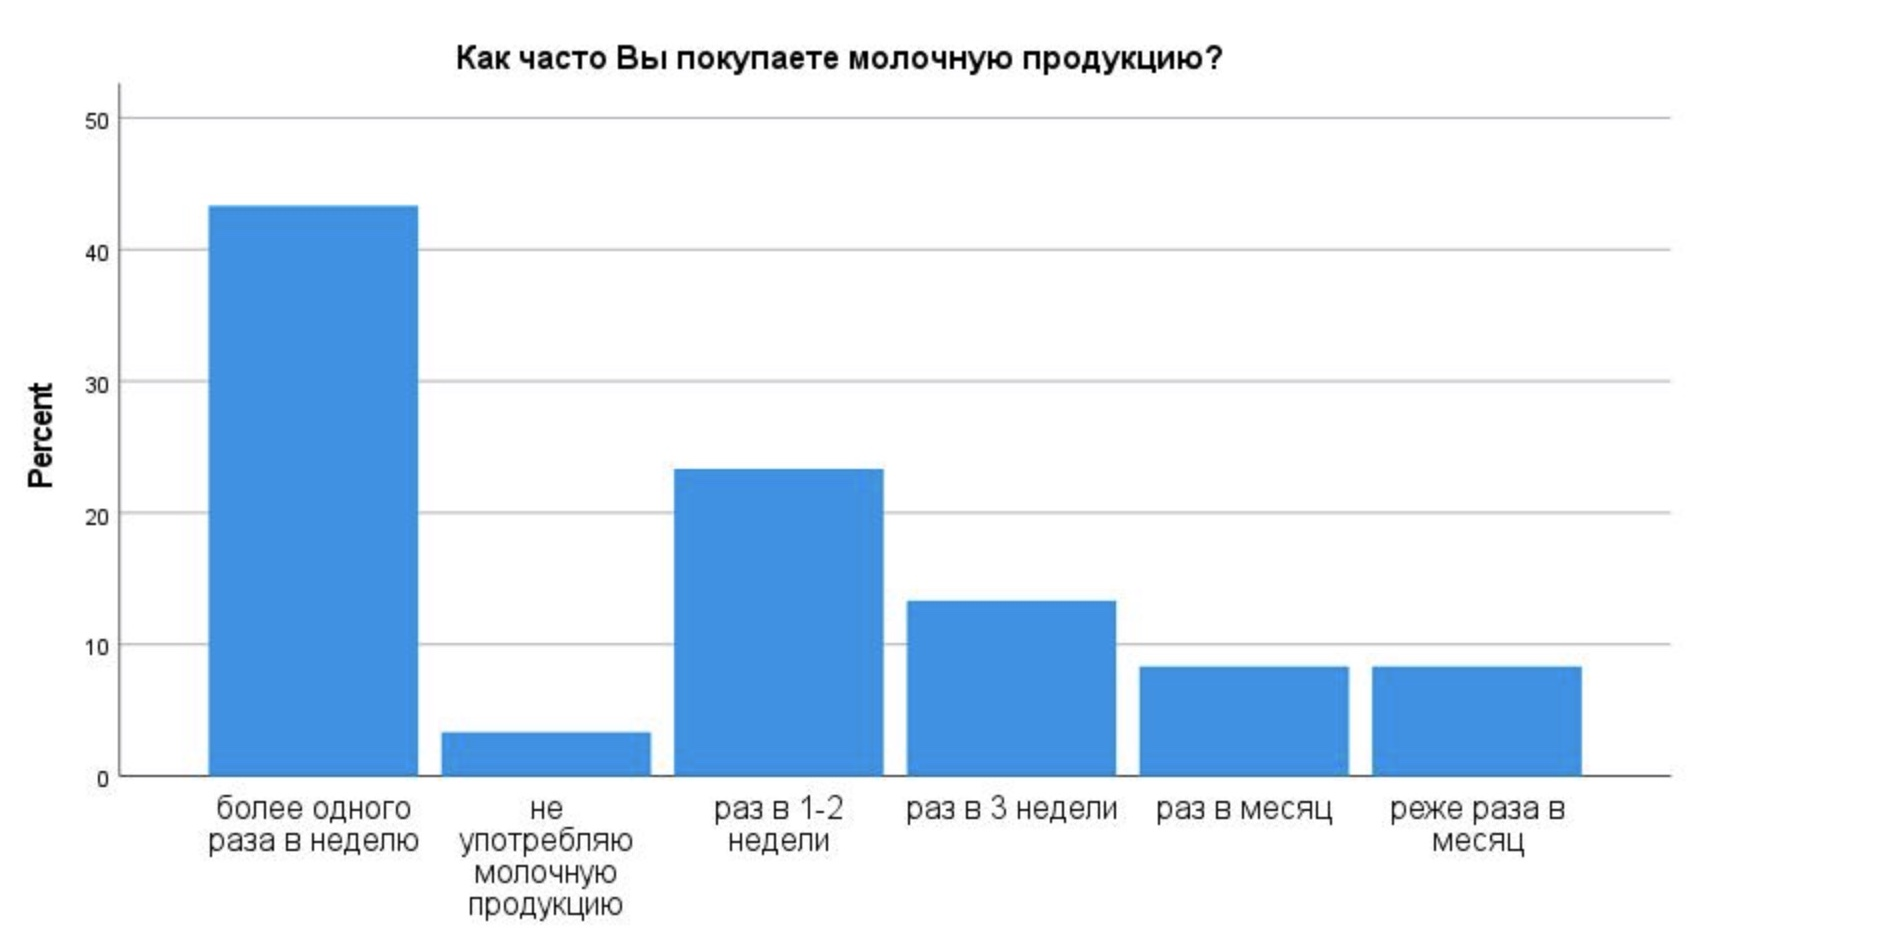 Как часто Вы покупаете молочную продукцию?
50
40
30
20
10
0
Percent
более одного
раза в неделю
не
употребляю
молочную
продукцию
раз в 1-2
недели
раз в 3 недели
раз в месяц
реже раза в
месяц